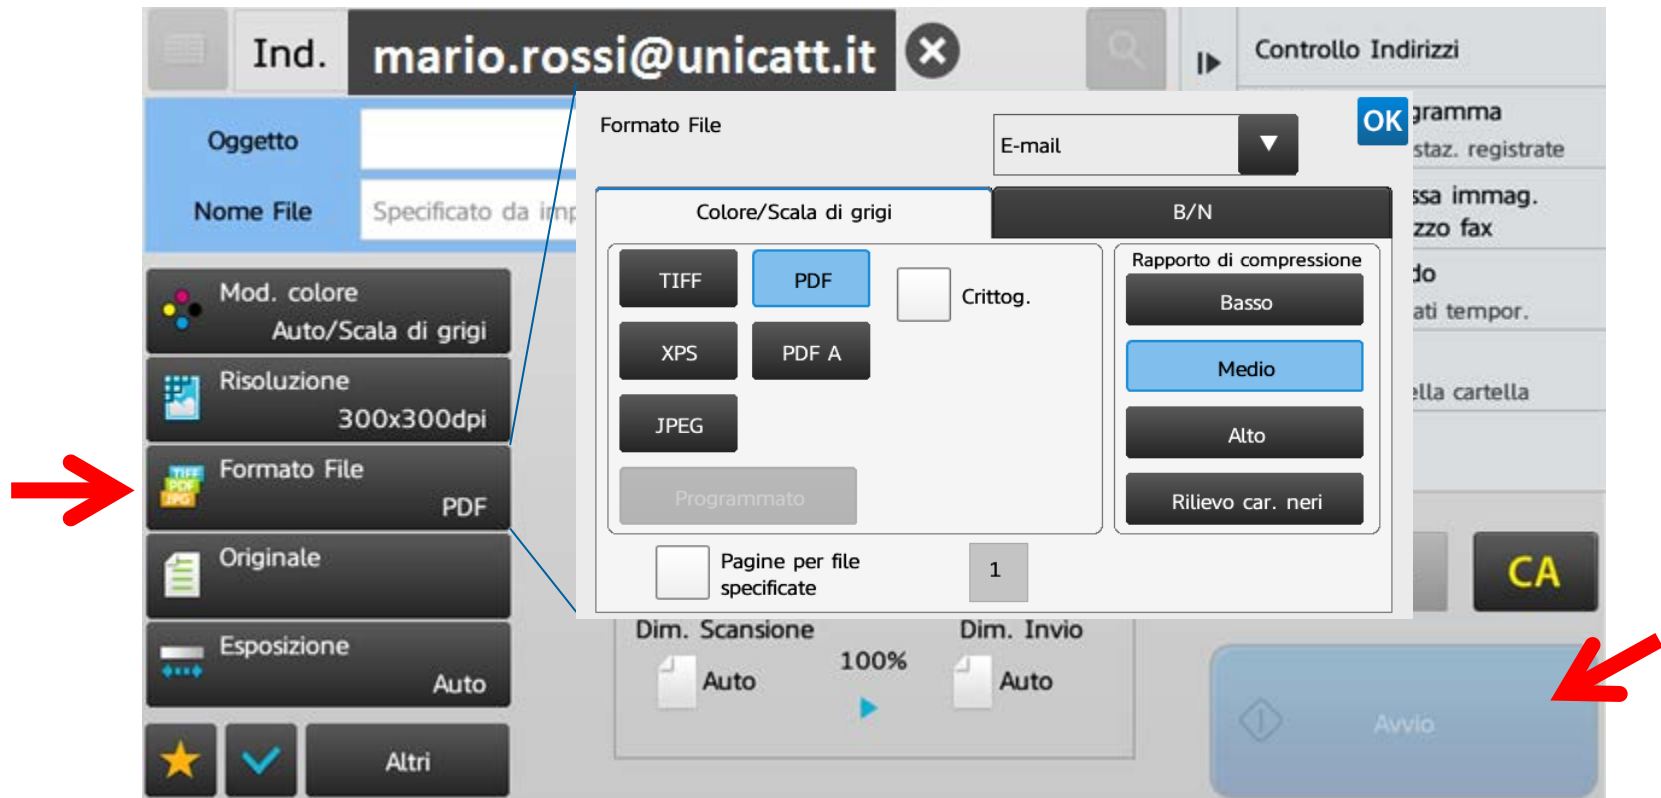 Ind.
mario.rossi@unicatt.it
Controllo Indirizzi
Oggetto
Nome File
Specificato da
gramma
staz. registrate
ssa immag.
zzo fax
do
ati tempor.
ella cartella
Mod. colore
Auto/Scala di grigi
Risoluzione
300x300dpi
Formato File
PDF
TIFF
PDF
JPG
Originale
Esposizione
Auto
Altri
Formato File
E-mail
OK
Colore/Scala di grigi
B/N
TIFF
PDF
Crittog.
XPS
PDF A
JPEG
Programmato
Rapporto di compressione
Basso
Medio
Alto
Rilievo car. neri
Pagine per file
specificate
1
Dim. Scansione
Auto
100%
Dim. Invio
Auto
CA
Avvio